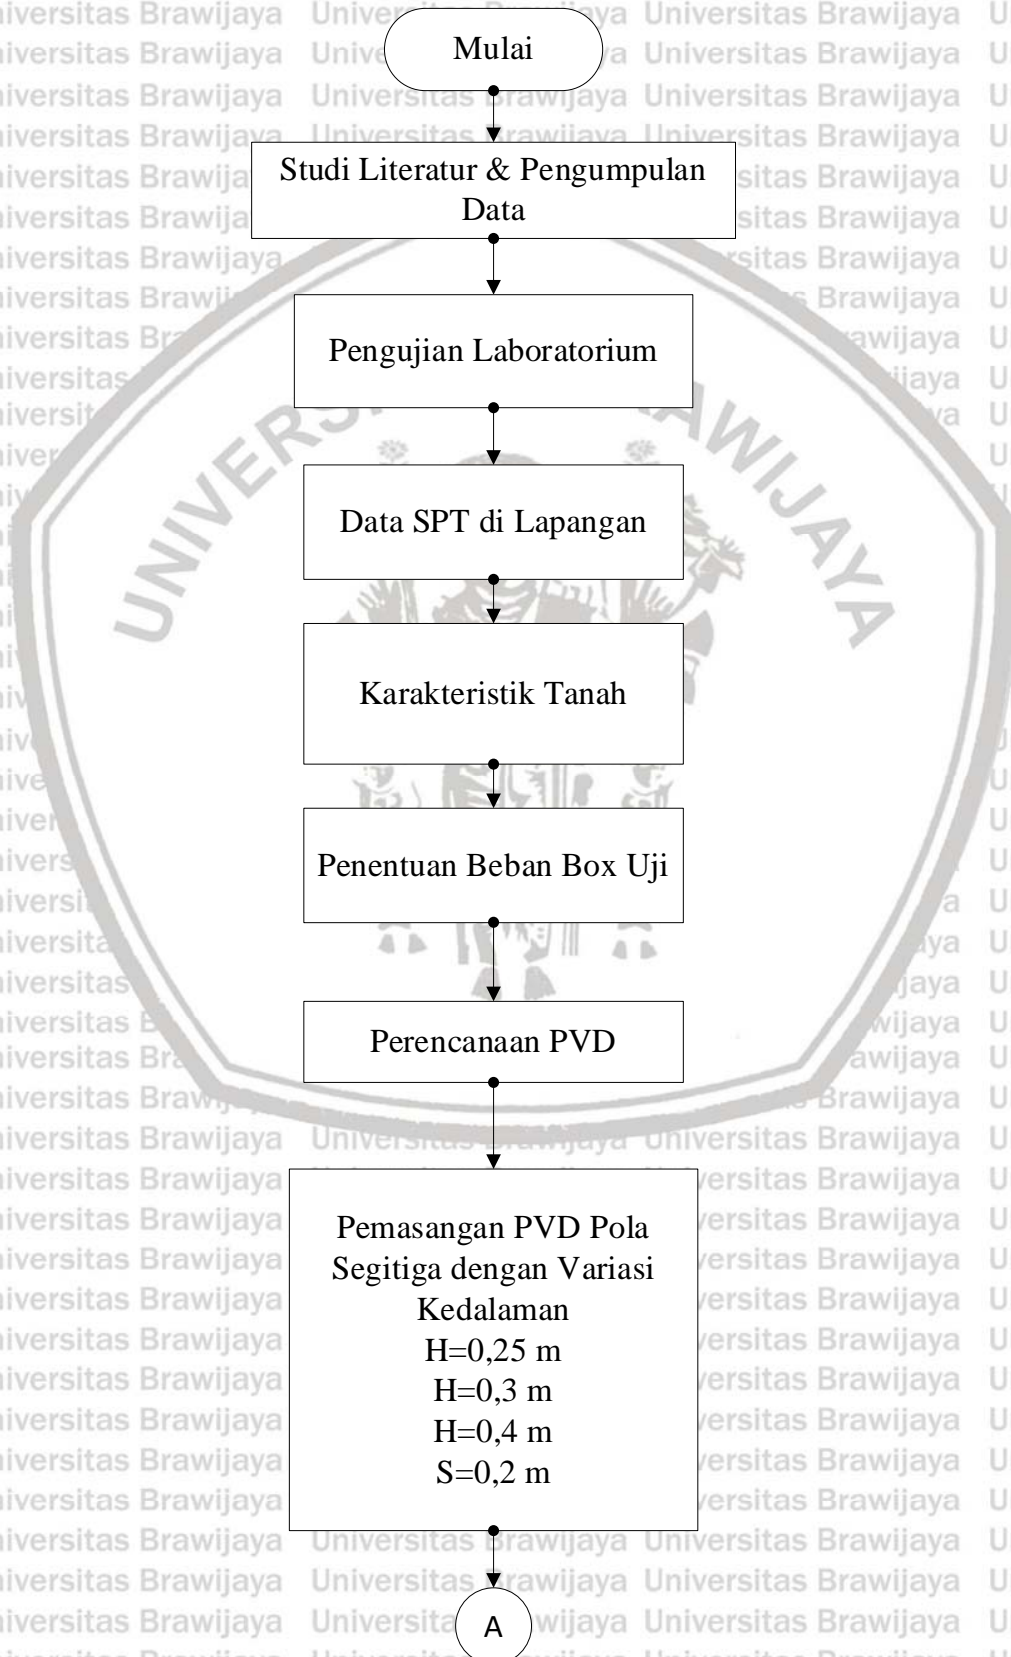 Mulai
Studi Literatur & Pengumpulan
Data
Pengujian Laboratorium
Data SPT di Lapangan
Karakteristik Tanah
Penentuan Beban Box Uji
Perencanaan PVD
Pemasangan PVD Pola
Segitiga dengan Variasi
Kedalaman
H=0,25 m
H=0,3 m
H=0,4 m
S=0,2 m
A